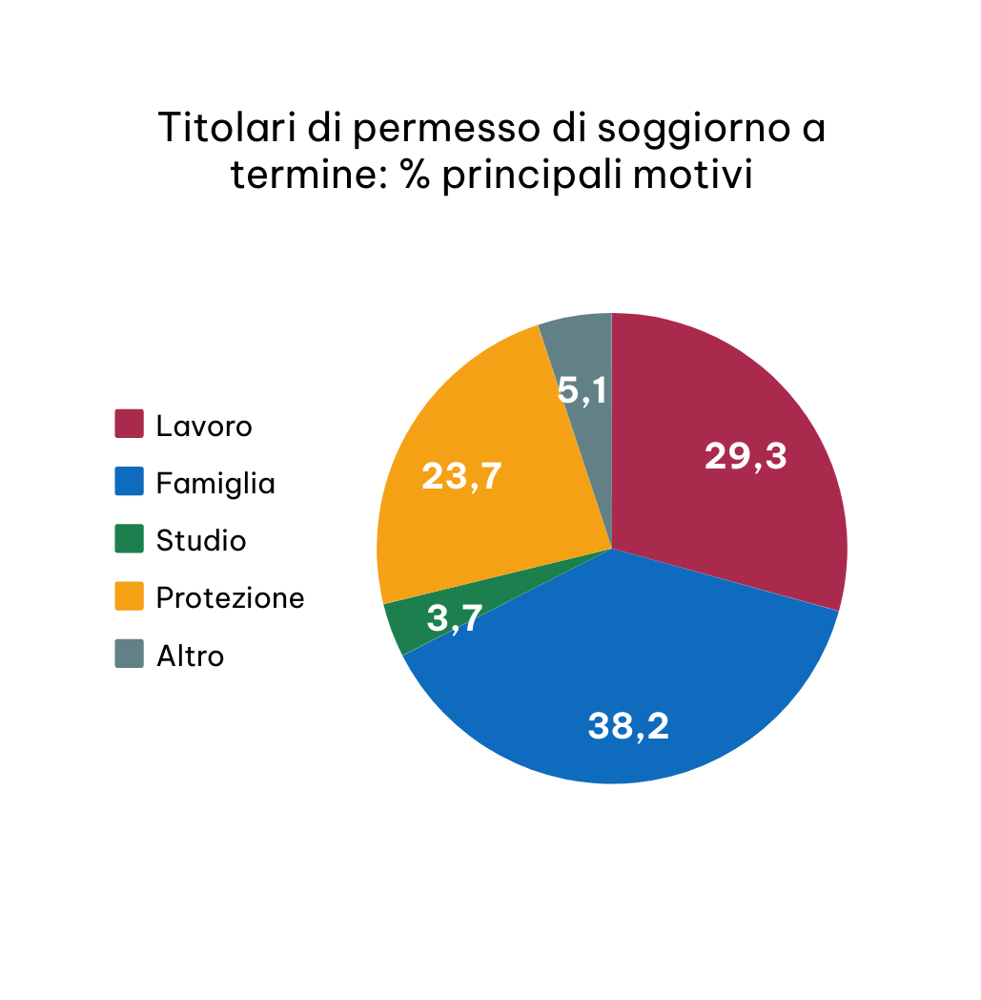 Titolari di permesso di soggiorno a
termine: % principali motivi
Lavoro
Famiglia
Studio
Protezione
Altro
5,1
29,3
23,7
3,7
38,2